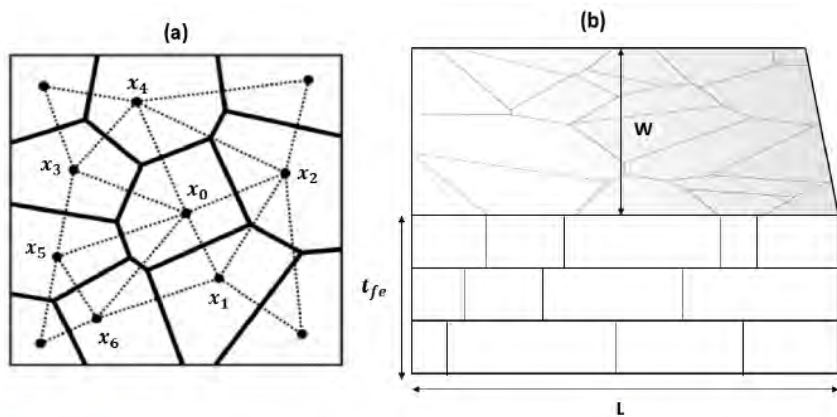 (a)
(b)
x₄
x₃
x₂
x₀
x₅
x₁
x₆
W
t_fe
L